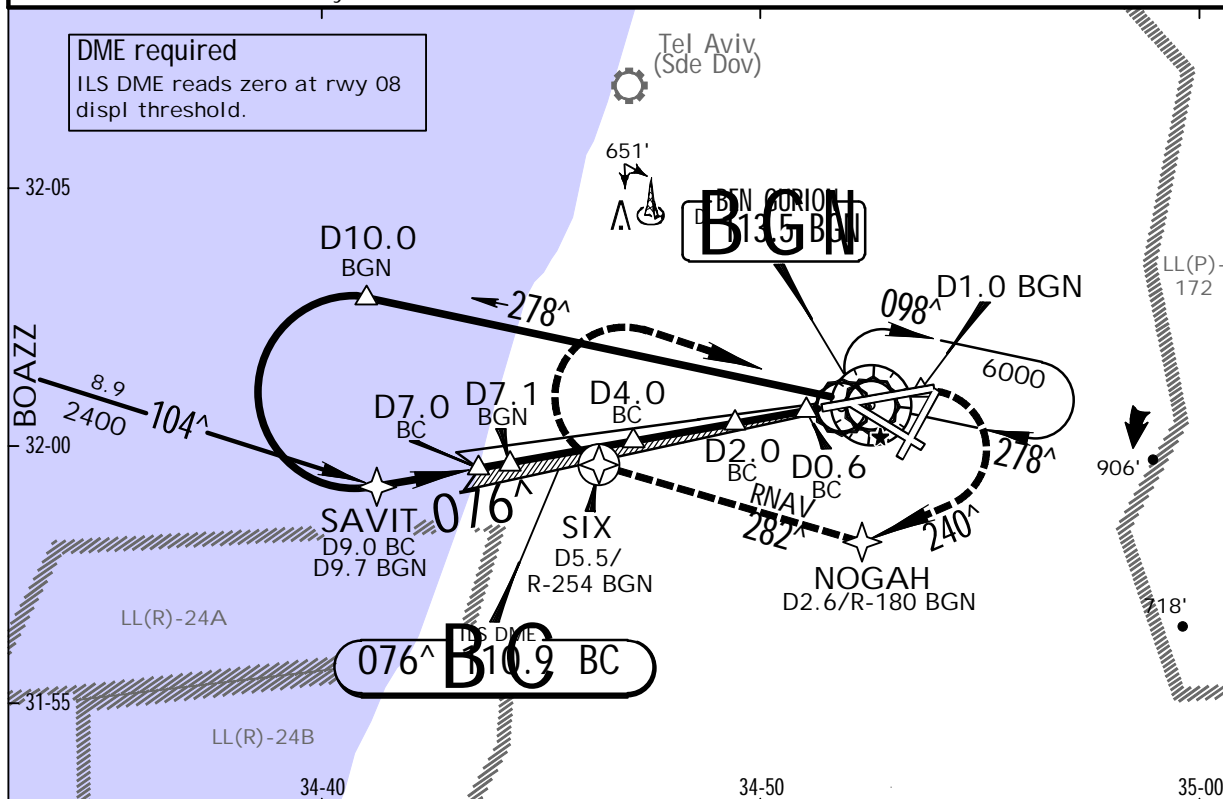 DME required
ILS DME reads zero at rwy 08
displ threshold.
Tel Aviv
(Sde Dov)
651'
32-05
BEN GURION
D 113.5 BGN
BGN
LL(P)-
172
D10.0
BGN
278^
098^
D1.0 BGN
6000
BOAZZ
8.9
2400
104^
D7.0
BC
D7.1
BGN
D4.0
BC
32-00
D2.0
BC
D0.6
BC
278^
906'
076^
SAVIT
D9.0 BC
D9.7 BGN
SIX
D5.5/
R-254 BGN
RNAV
282^
240^
NOGAH
D2.6/R-180 BGN
718'
LL(R)-24A
ILS DME
076^ 110.9 BC
BC
31-55
LL(R)-24B
34-40
34-50
35-00